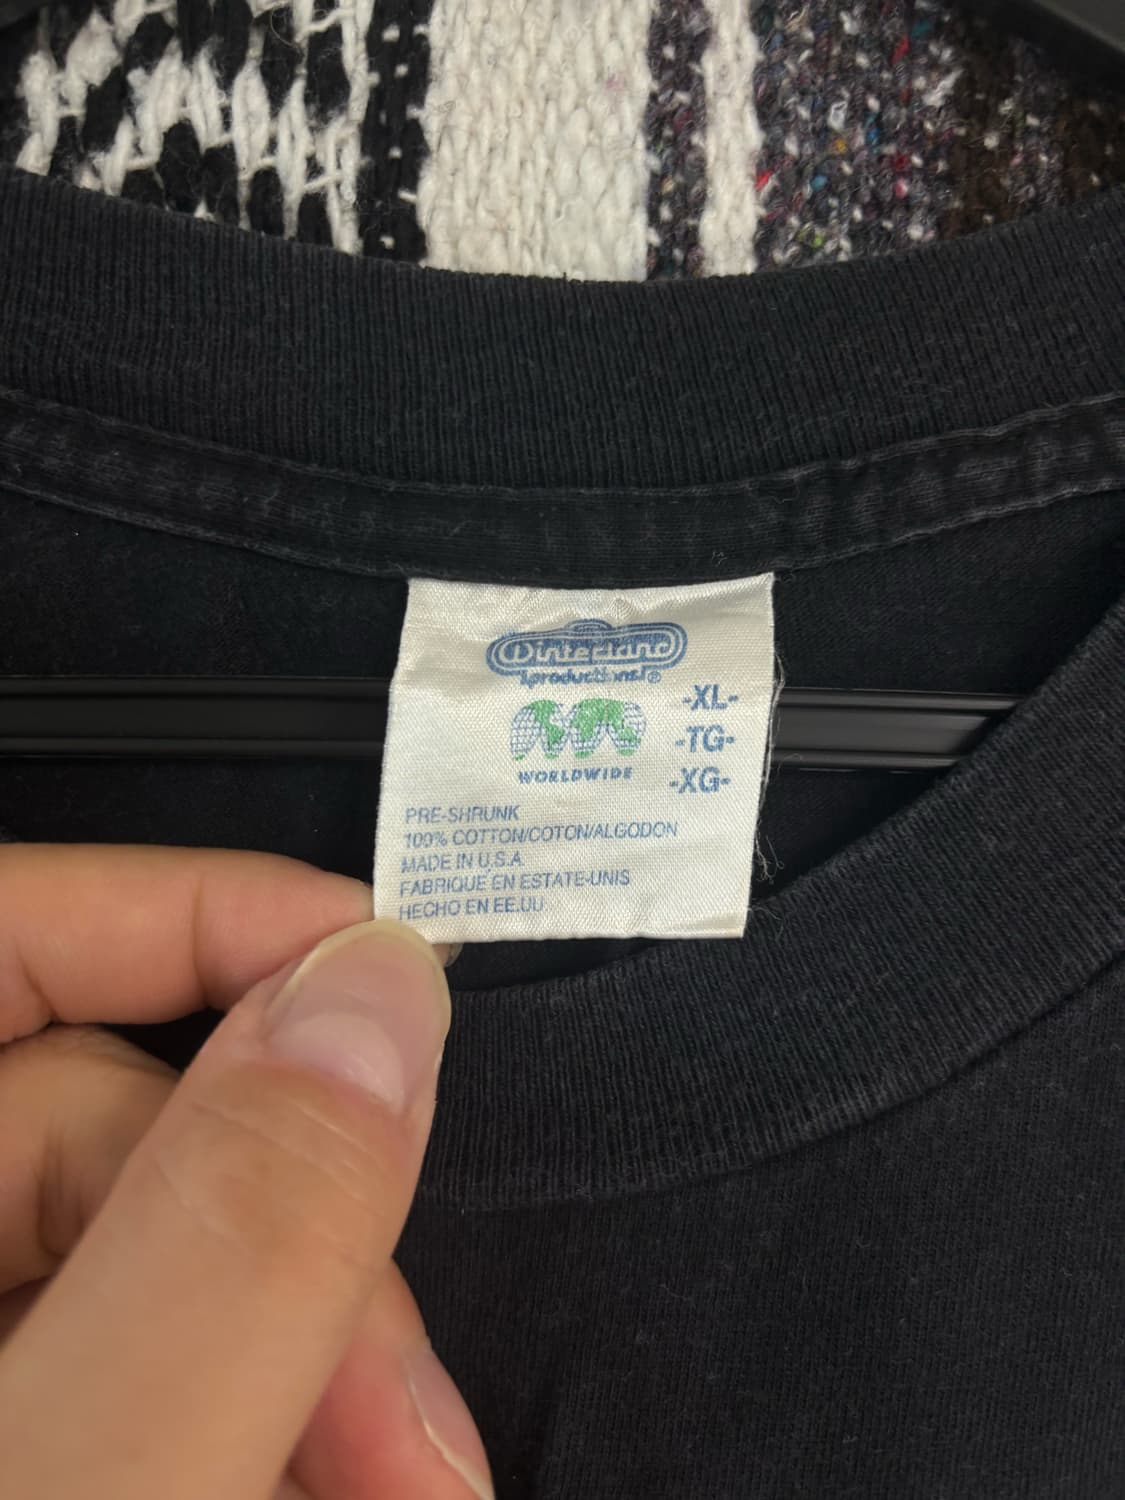 Winterland
productions®
-XL-
-TG-
-XG-
WORLDWIDE
PRE-SHRUNK
100% COTTON/COTON/ALGODON
MADE IN U.S.A.
FABRIQUE EN ESTATE-UNIS
HECHO EN EE.UU